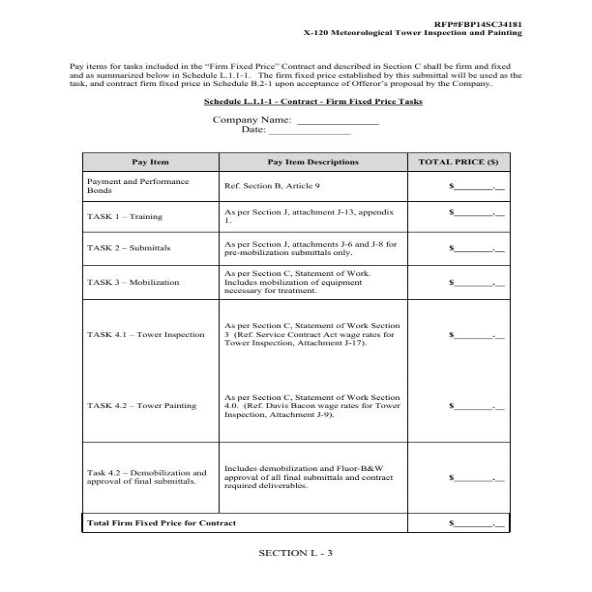 RFP#FBP14SC34181
X-120 Meteorological Tower Inspection and Painting
Pay items for tasks included in the “Firm Fixed Price” Contract and described in Section C shall be firm and fixed
and as summarized below in Schedule L.1.1-1. The firm fixed price established by this submittal will be used as the
task, and contract firm fixed price in Schedule B.2-1 upon acceptance of Offeror's proposal by the Company.
Schedule L.1.1-1 - Contract - Firm Fixed Price Tasks
Company Name: _______________
Date: _______________
Pay Item
Pay Item Descriptions
TOTAL PRICE ($)
Payment and Performance
Bonds
Ref. Section B, Article 9
$________.__
TASK 1 – Training
As per Section J, attachment J-13, appendix
1.
$________.__
TASK 2 – Submittals
As per Section J, attachments J-6 and J-8 for
pre-mobilization submittals only.
$________.__
TASK 3 – Mobilization
As per Section C, Statement of Work.
Includes mobilization of equipment
necessary for treatment.
$________.__
TASK 4.1 – Tower Inspection
As per Section C, Statement of Work Section
3 (Ref. Service Contract Act wage rates for
Tower Inspection, Attachment J-17).
$________.__
TASK 4.2 – Tower Painting
As per Section C, Statement of Work Section
4.0. (Ref. Davis Bacon wage rates for Tower
Inspection, Attachment J-9).
$________.__
Task 4.2 – Demobilization and
approval of final submittals.
Includes demobilization and Fluor-B&W
approval of all final submittals and contract
required deliverables.
$________.__
Total Firm Fixed Price for Contract
$________.__
SECTION L - 3